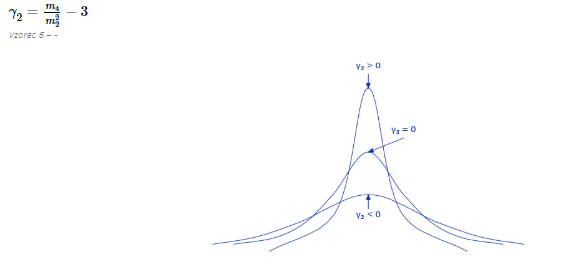 γ₂ = m₄/m₂² − 3
Vzorec 6 – -
γ₂ > 0
γ₂ = 0
γ₂ < 0